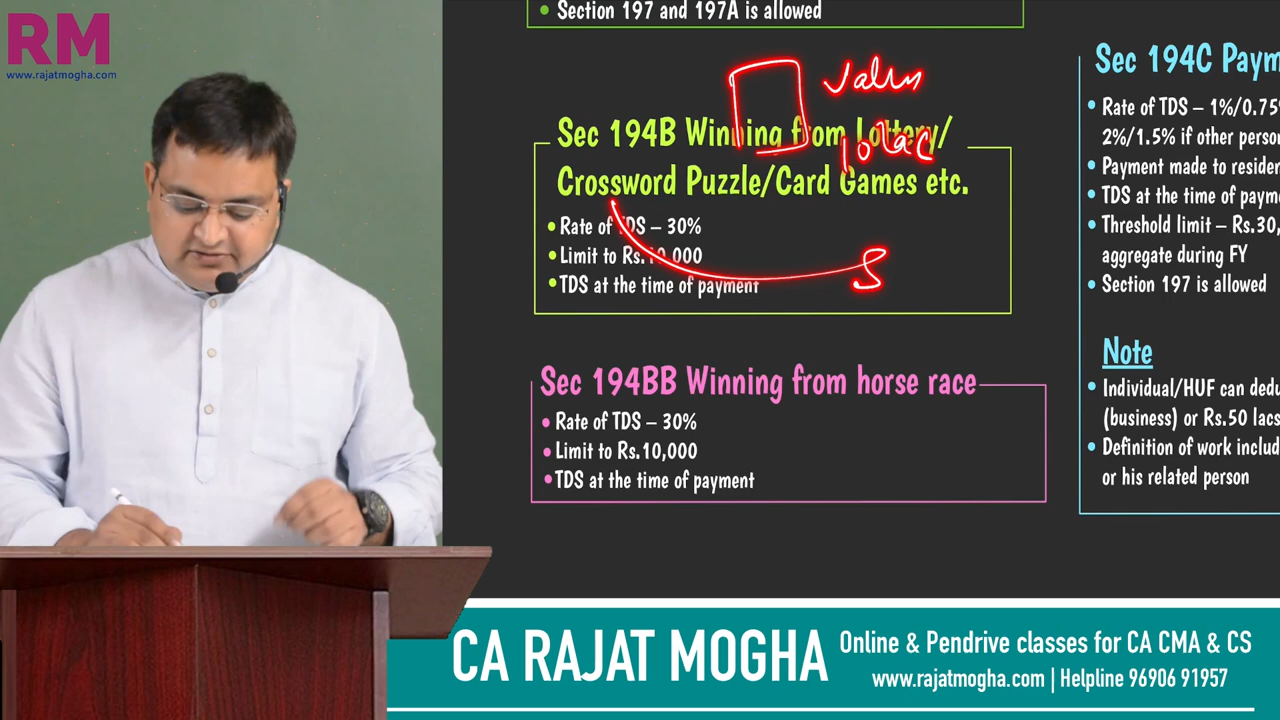 RM
www.rajatmogha.com
• Section 197 and 197A is allowed
Value
10 lac
Sec 194B Winning from Lottery/
Crossword Puzzle/Card Games etc.
• Rate of TDS – 30%
• Limit to Rs.10,000
• TDS at the time of payment
Sec 194BB Winning from horse race
• Rate of TDS – 30%
• Limit to Rs.10,000
• TDS at the time of payment
Sec 194C Paym
• Rate of TDS – 1%/0.75%
2%/1.5% if other person
• Payment made to reside
• TDS at the time of payme
• Threshold limit – Rs.30,
aggregate during FY
• Section 197 is allowed
Note
• Individual/HUF can dedu
(business) or Rs.50 lacs
• Definition of work includ
or his related person
CA RAJAT MOGHA
Online & Pendrive classes for CA CMA & CS
www.rajatmogha.com | Helpline 96906 91957